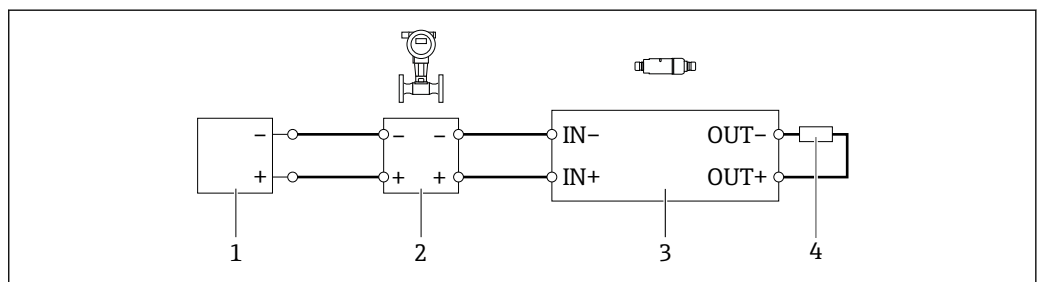 − − − IN− OUT−
+ + + IN+ OUT+
1 2 3 4